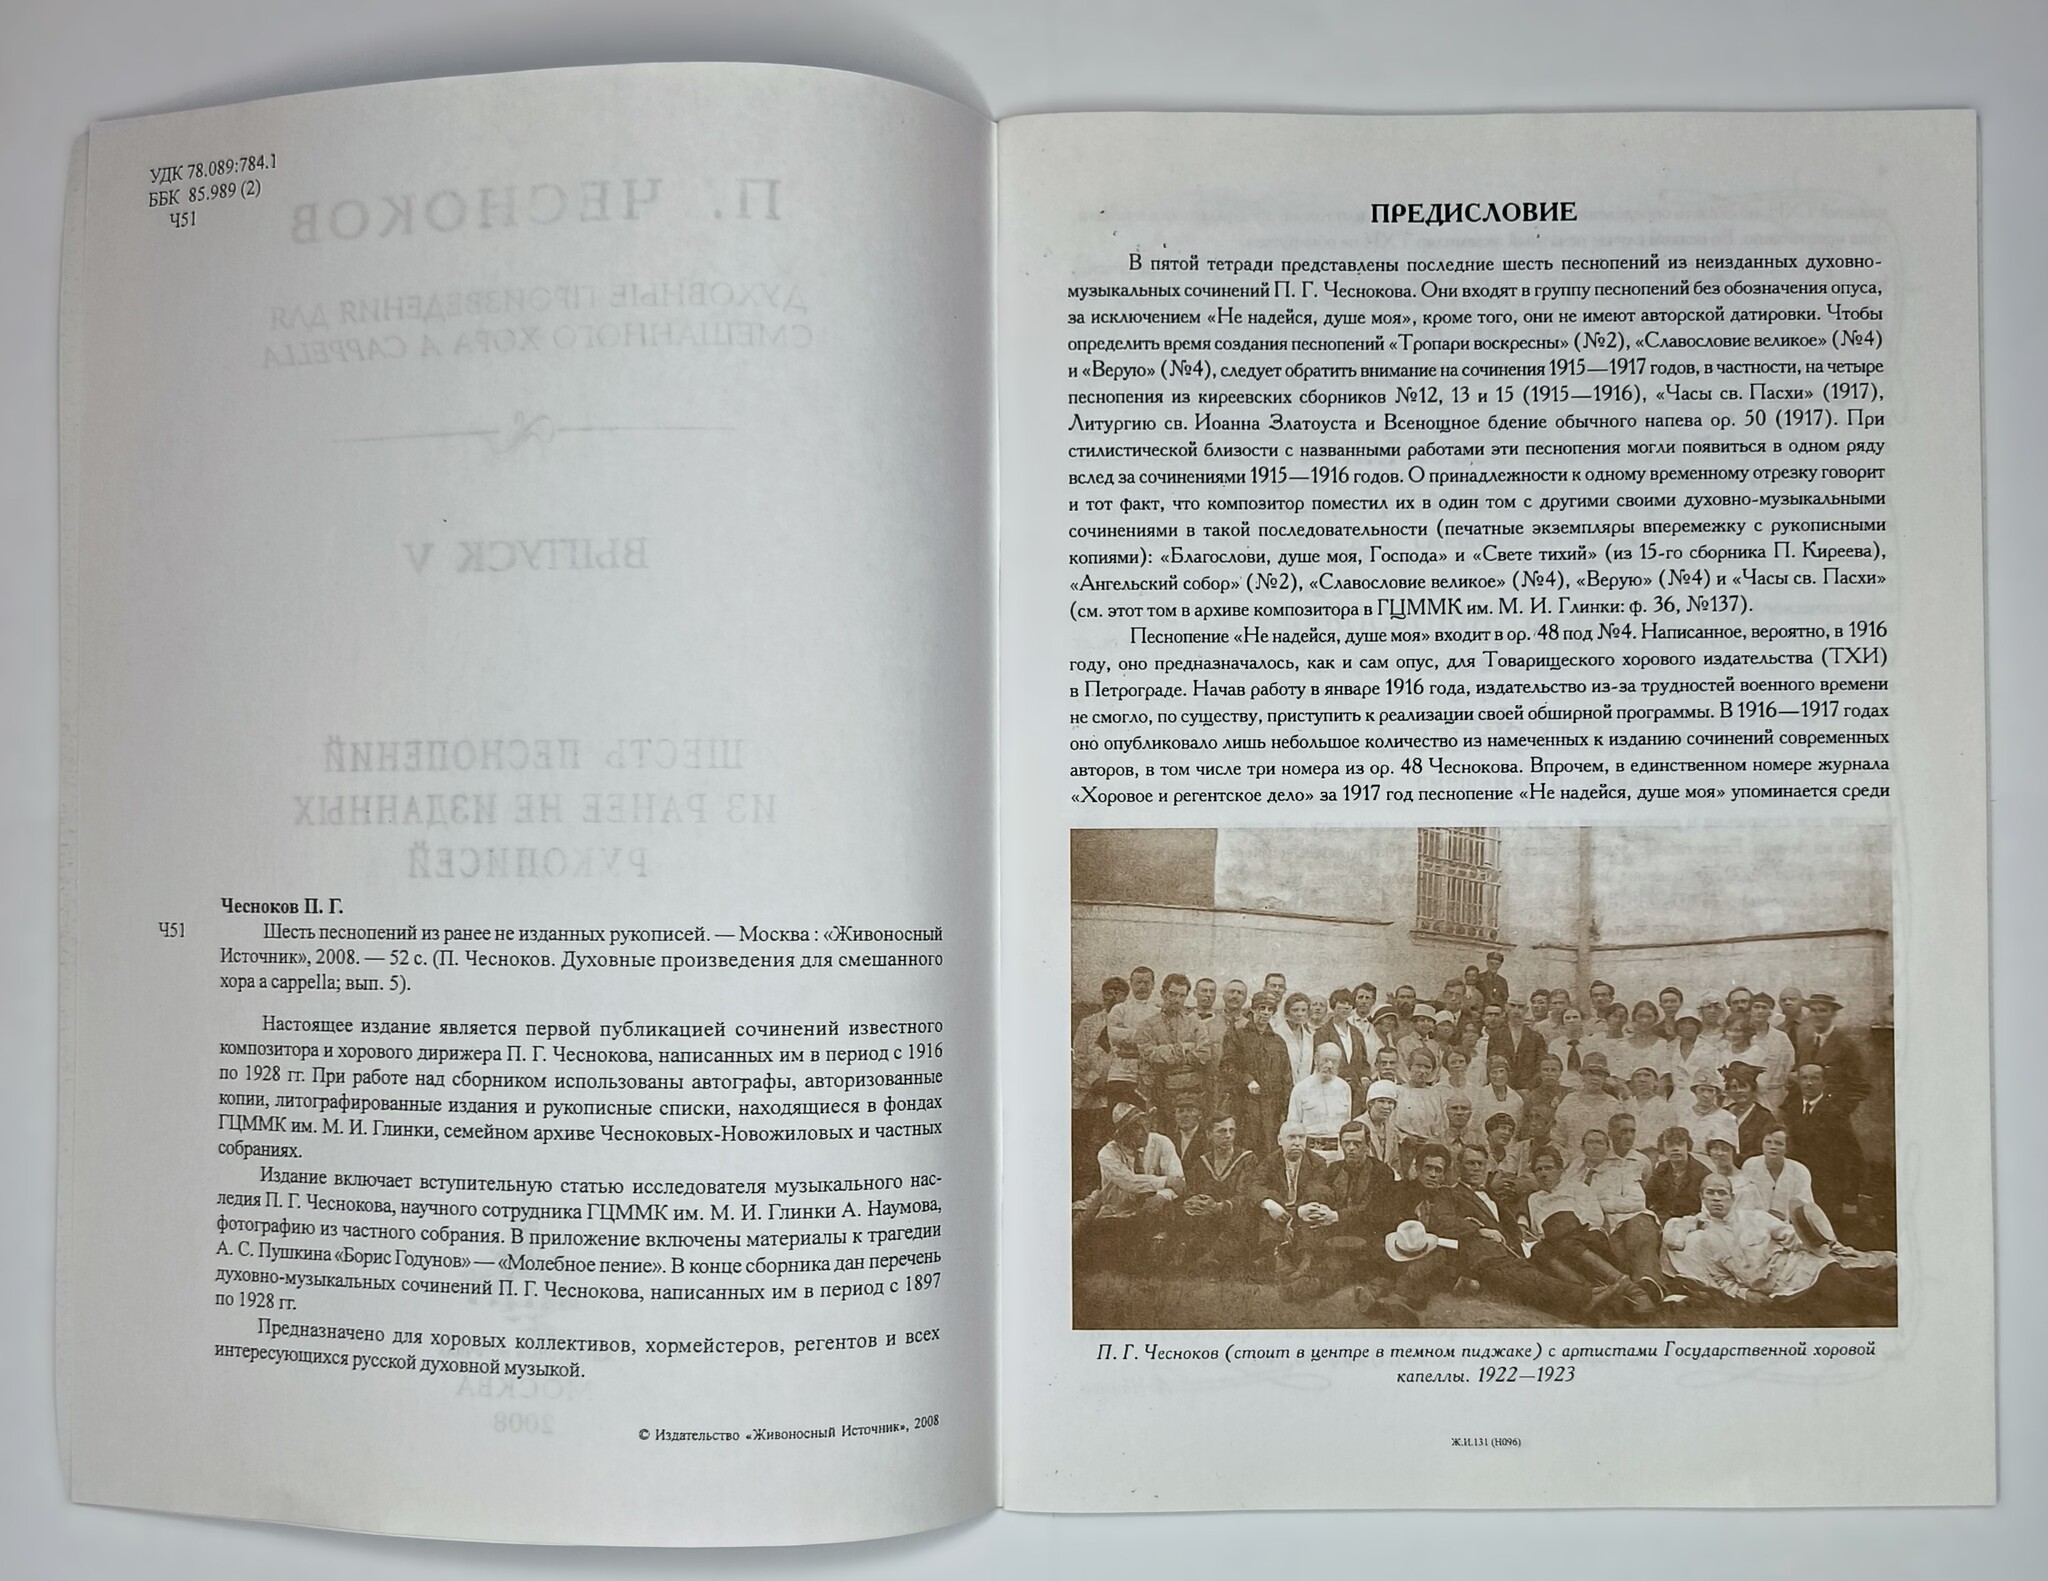 УДК 78.089:784.1
ББК 85.989 (2)
Ч51
П. ЧЕСНОКОВ
ДУХОВНЫЕ ПРОИЗВЕДЕНИЯ ДЛЯ
СМЕШАННОГО ХОРА A CAPPELLA
ВЫПУСК V
ШЕСТЬ ПЕСНОПЕНИЙ
ИЗ РАНЕЕ НЕ ИЗДАННЫХ
РУКОПИСЕЙ
Чесноков П. Г.
Ч51 Шесть песнопений из ранее не изданных рукописей. — Москва : «Живоносный
Источник», 2008. — 52 с. (П. Чесноков. Духовные произведения для смешанного
хора a cappella; вып. 5).
Настоящее издание является первой публикацией сочинений известного
композитора и хорового дирижера П. Г. Чеснокова, написанных им в период с 1916
по 1928 гг. При работе над сборником использованы автографы, авторизованные
копии, литографированные издания и рукописные списки, находящиеся в фондах
ГЦММК им. М. И. Глинки, семейном архиве Чесноковых-Новожиловых и частных
собраниях.
Издание включает вступительную статью исследователя музыкального нас-
ледия П. Г. Чеснокова, научного сотрудника ГЦММК им. М. И. Глинки А. Наумова,
фотографию из частного собрания. В приложение включены материалы к трагедии
А. С. Пушкина «Борис Годунов» — «Молебное пение». В конце сборника дан перечень
духовно-музыкальных сочинений П. Г. Чеснокова, написанных им в период с 1897
по 1928 гг.
Предназначено для хоровых коллективов, хормейстеров, регентов и всех
интересующихся русской духовной музыкой.
МОСКВА
2008
© Издательство «Живоносный Источник», 2008
ПРЕДИСЛОВИЕ
В пятой тетради представлены последние шесть песнопений из неизданных духовно-
музыкальных сочинений П. Г. Чеснокова. Они входят в группу песнопений без обозначения опуса,
за исключением «Не надейся, душе моя», кроме того, они не имеют авторской датировки. Чтобы
определить время создания песнопений «Тропари воскресны» (№2), «Славословие великое» (№4)
и «Верую» (№4), следует обратить внимание на сочинения 1915—1917 годов, в частности, на четыре
песнопения из киреевских сборников №12, 13 и 15 (1915—1916), «Часы св. Пасхи» (1917),
Литургию св. Иоанна Златоуста и Всенощное бдение обычного напева ор. 50 (1917). При
стилистической близости с названными работами эти песнопения могли появиться в одном ряду
вслед за сочинениями 1915—1916 годов. О принадлежности к одному временному отрезку говорит
и тот факт, что композитор поместил их в один том с другими своими духовно-музыкальными
сочинениями в такой последовательности (печатные экземпляры вперемежку с рукописными
копиями): «Благослови, душе моя, Господа» и «Свете тихий» (из 15-го сборника П. Киреева),
«Ангельский собор» (№2), «Славословие великое» (№4), «Верую» (№4) и «Часы св. Пасхи»
(см. этот том в архиве композитора в ГЦММК им. М. И. Глинки: ф. 36, №137).
Песнопение «Не надейся, душе моя» входит в ор. 48 под №4. Написанное, вероятно, в 1916
году, оно предназначалось, как и сам опус, для Товарищеского хорового издательства (ТХИ)
в Петрограде. Начав работу в январе 1916 года, издательство из-за трудностей военного времени
не смогло, по существу, приступить к реализации своей обширной программы. В 1916—1917 годах
оно опубликовало лишь небольшое количество из намеченных к изданию сочинений современных
авторов, в том числе три номера из ор. 48 Чеснокова. Впрочем, в единственном номере журнала
«Хоровое и регентское дело» за 1917 год песнопение «Не надейся, душе моя» упоминается среди
П. Г. Чесноков (стоит в центре в темном пиджаке) с артистами Государственной хоровой
капеллы. 1922—1923
Ж.И.131 (Н096)